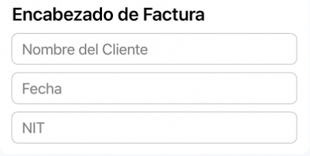 Encabezado de Factura
Nombre del Cliente
Fecha
NIT